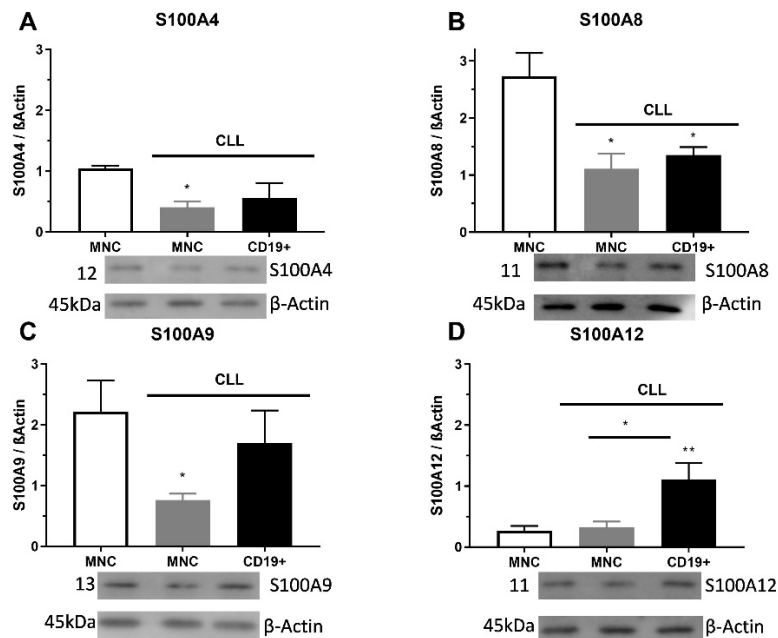 A
S100A4
3
2
1
0
S100A4 / ßActin
CLL
*
MNC
MNC
CD19+
12
S100A4
45kDa
β-Actin
B
S100A8
3
2
1
0
S100A8 / ßActin
CLL
*
*
MNC
MNC
CD19+
11
S100A8
45kDa
β-Actin
C
S100A9
3
2
1
0
S100A9 / ßActin
CLL
*
MNC
MNC
CD19+
13
S100A9
45kDa
β-Actin
D
S100A12
3
2
1
0
S100A12 / ßActin
CLL
*
**
MNC
MNC
CD19+
11
S100A12
45kDa
β-Actin